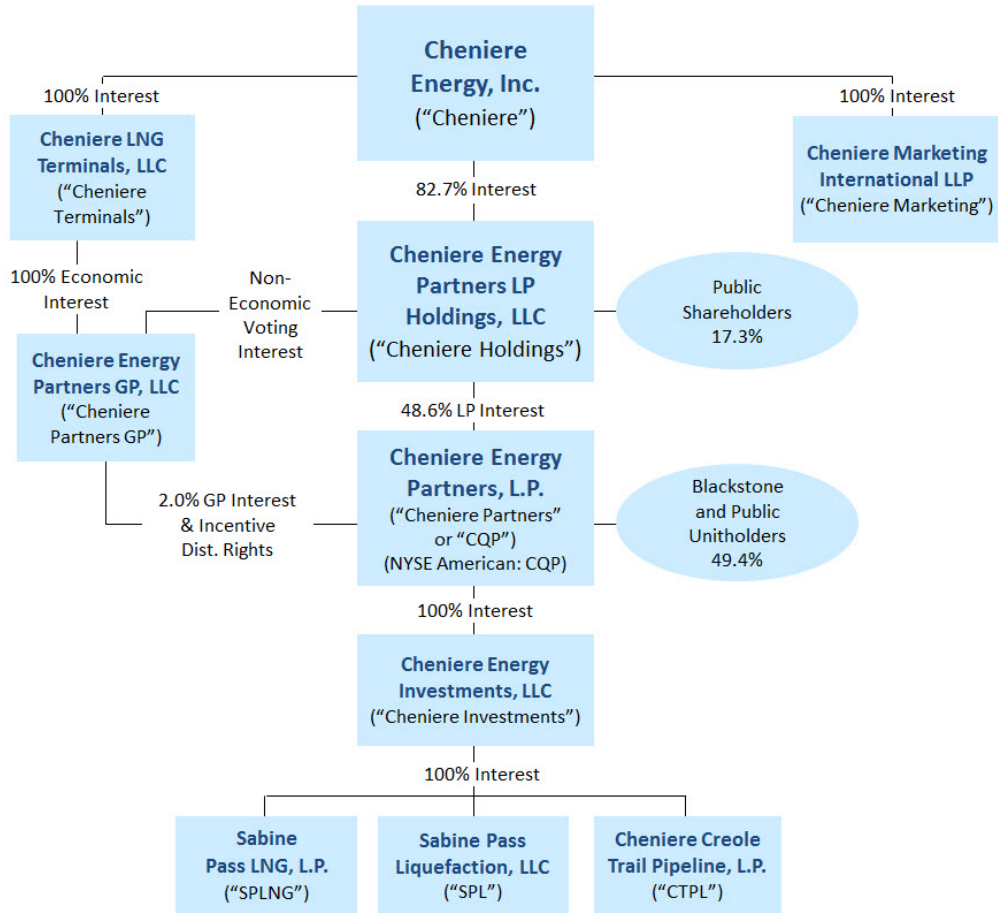 Cheniere
Energy, Inc.
(“Cheniere”)
100% Interest
100% Interest
Cheniere LNG
Terminals, LLC
(“Cheniere
Terminals”)
82.7% Interest
Cheniere Marketing
International LLP
(“Cheniere Marketing”)
100% Economic
Interest
Non-
Economic
Voting
Interest
Cheniere Energy
Partners LP
Holdings, LLC
(“Cheniere Holdings”)
Public
Shareholders
17.3%
Cheniere Energy
Partners GP, LLC
(“Cheniere
Partners GP”)
48.6% LP Interest
2.0% GP Interest
& Incentive
Dist. Rights
Cheniere Energy
Partners, L.P.
(“Cheniere Partners”
or “CQP”)
(NYSE American: CQP)
Blackstone
and Public
Unitholders
49.4%
100% Interest
Cheniere Energy
Investments, LLC
(“Cheniere Investments”)
100% Interest
Sabine
Pass LNG, L.P.
(“SPLNG”)
Sabine Pass
Liquefaction, LLC
(“SPL”)
Cheniere Creole
Trail Pipeline, L.P.
(“CTPL”)